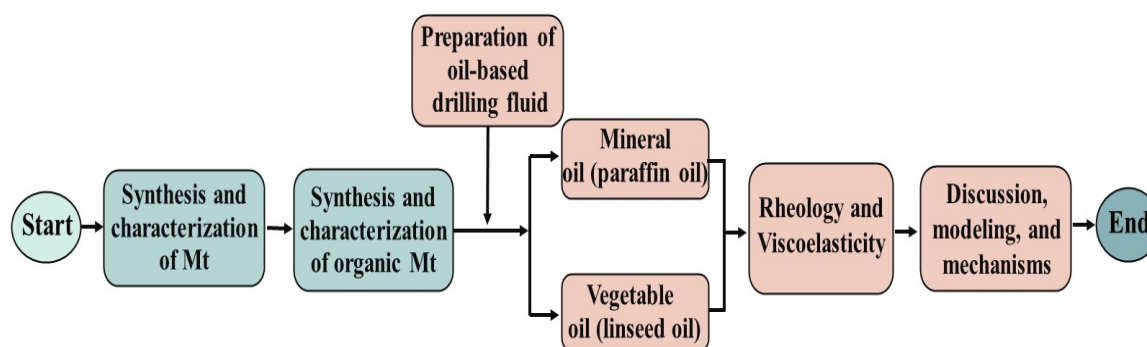 Start
Synthesis and
characterization
of Mt
Synthesis and
characterization
of organic Mt
Preparation of
oil-based
drilling fluid
Mineral
oil (paraffin oil)
Vegetable
oil (linseed oil)
Rheology and
Viscoelasticity
Discussion,
modeling, and
mechanisms
End